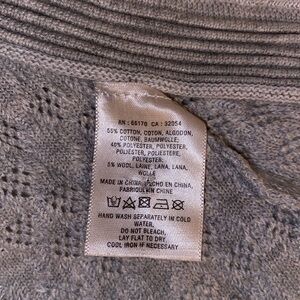 RN : 66170 CA : 32054
55% COTTON, COTON, ALGODON,
COTONE, BAUMWOLLE;
40% POLYESTER, POLYESTER,
POLIESTER, POLIESTERE,
POLYESTER;
5% WOOL, LAINE, LANA, LANA,
WOLLE
MADE IN CHINA, HECHO EN CHINA,
FABRIQUE EN CHINE
HAND WASH SEPARATELY IN COLD
WATER,
DO NOT BLEACH,
LAY FLAT TO DRY
COOL IRON IF NECESSARY